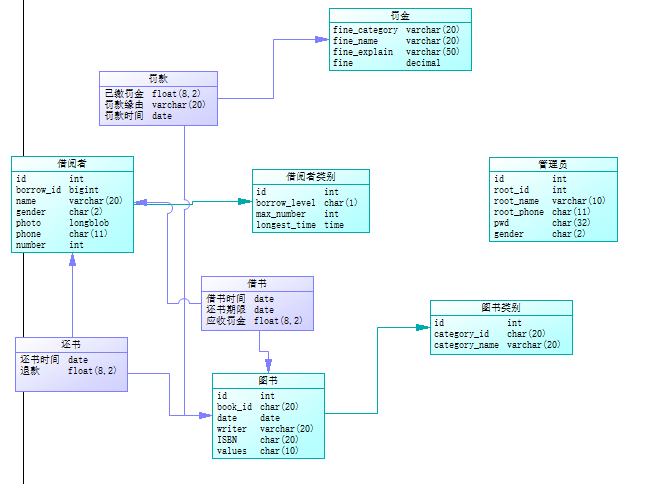 罚金
fine_category varchar(20)
fine_name varchar(20)
fine_explain varchar(50)
fine decimal
罚款
已缴罚金 float(8,2)
罚款缘由 varchar(20)
罚款时间 date
借阅者
id int
borrow_id bigint
name varchar(20)
gender char(2)
photo longblob
phone char(11)
number int
借阅者类别
id int
borrow_level char(1)
max_number int
longest_time time
管理员
id int
root_id int
root_name varchar(10)
root_phone char(11)
pwd char(32)
gender char(2)
借书
借书时间 date
还书期限 date
应收罚金 float(8,2)
图书类别
id int
category_id char(20)
category_name varchar(20)
还书
还书时间 date
退款 float(8,2)
图书
id int
book_id char(20)
date date
writer varchar(20)
ISBN char(20)
values char(10)